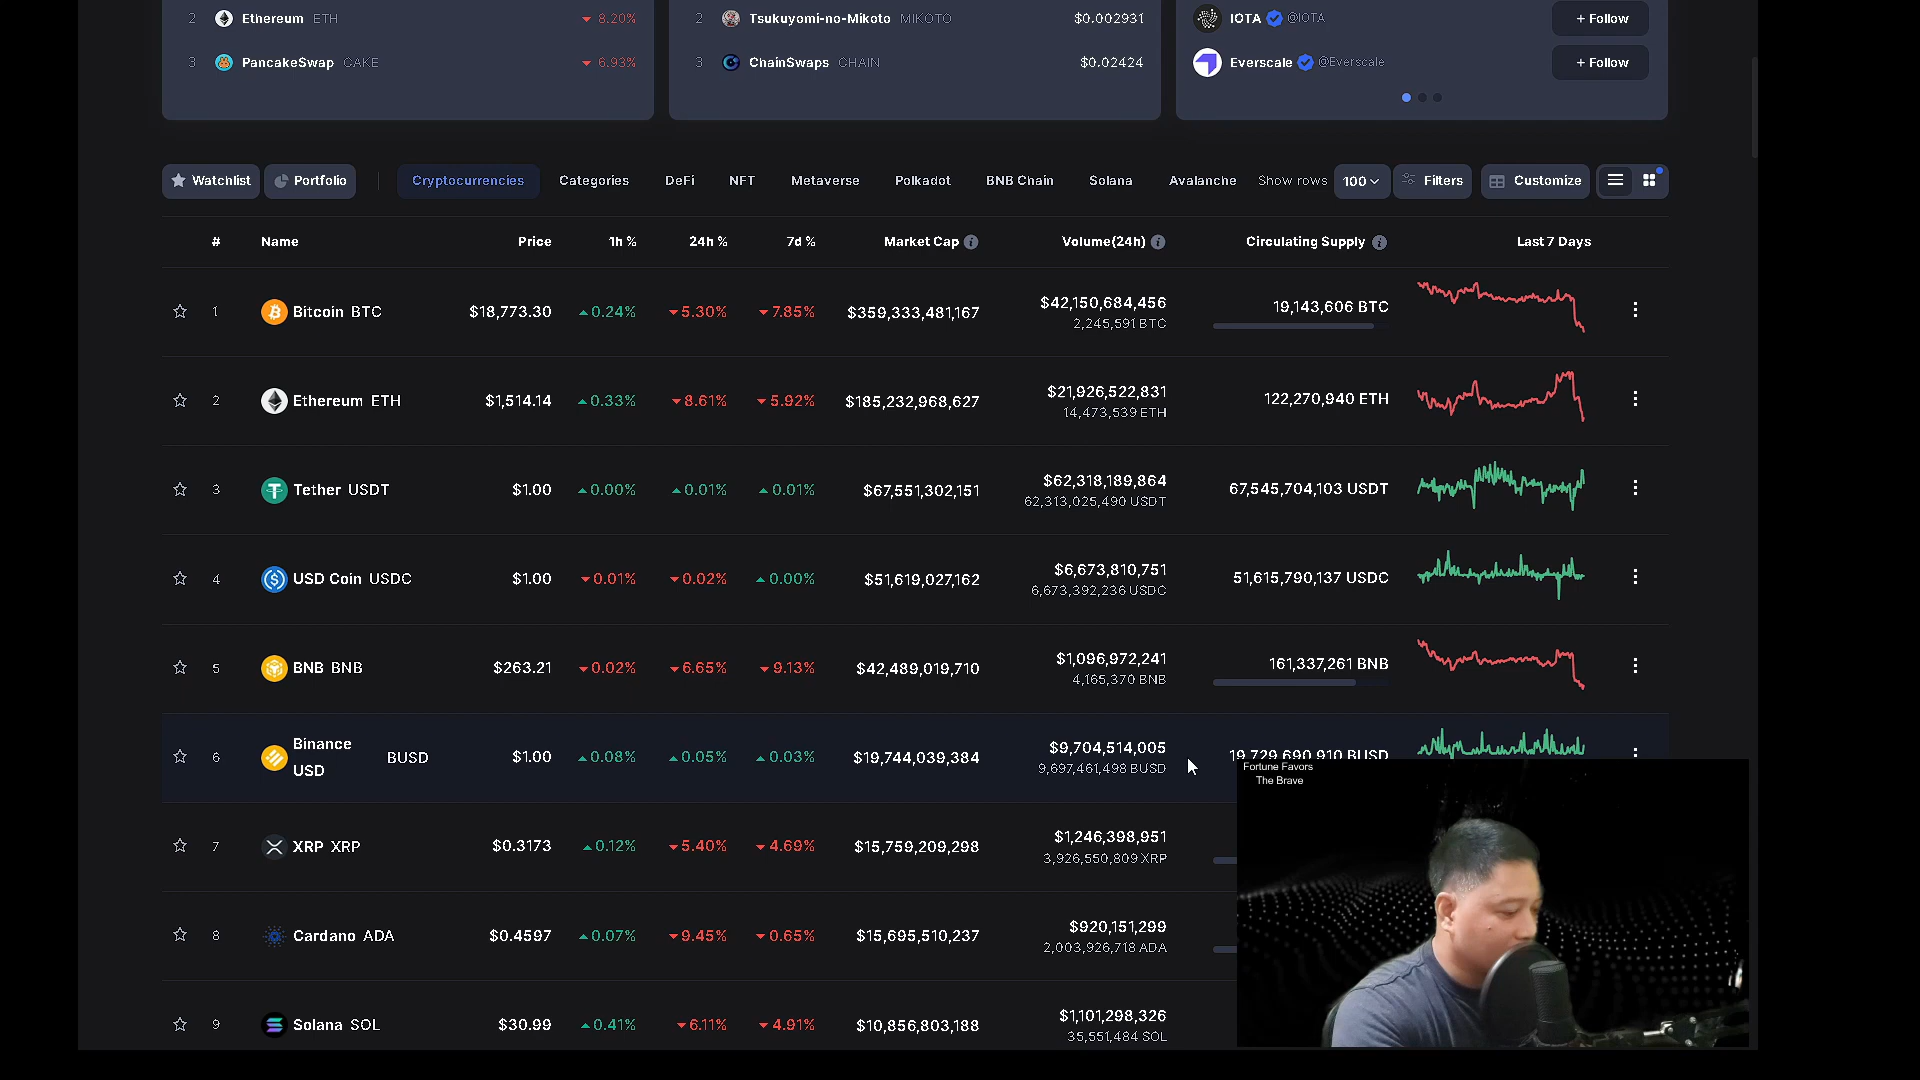 2 Ethereum ETH 8.20%
3 PancakeSwap CAKE 6.93%
2 Tsukuyomi-no-Mikoto MIKOTO $0.002931
3 ChainSwaps CHAIN $0.02424
IOTA @IOTA + Follow
Everscale @Everscale + Follow
Watchlist Portfolio Cryptocurrencies Categories DeFi NFT Metaverse Polkadot BNB Chain Solana Avalanche Show rows 100 Filters Customize
# Name Price 1h % 24h % 7d % Market Cap Volume(24h) Circulating Supply Last 7 Days
1 Bitcoin BTC $18,773.30 0.24% 5.30% 7.85% $359,333,481,167 $42,150,684,456 19,143,606 BTC
2,245,591 BTC
2 Ethereum ETH $1,514.14 0.33% 8.61% 5.92% $185,232,968,627 $21,926,522,831 122,270,940 ETH
14,473,539 ETH
3 Tether USDT $1.00 0.00% 0.01% 0.01% $67,551,302,151 $62,318,189,864 67,545,704,103 USDT
62,313,025,490 USDT
4 USD Coin USDC $1.00 0.01% 0.02% 0.00% $51,619,027,162 $6,673,810,751 51,615,790,137 USDC
6,673,392,236 USDC
5 BNB BNB $263.21 0.02% 6.65% 9.13% $42,489,019,710 $1,096,972,241 161,337,261 BNB
4,165,370 BNB
6 Binance USD BUSD $1.00 0.08% 0.05% 0.03% $19,744,039,384 $9,704,514,005 19,729,690,910 BUSD
9,697,461,498 BUSD
7 XRP XRP $0.3173 0.12% 5.40% 4.69% $15,759,209,298 $1,246,398,951
3,926,550,809 XRP
8 Cardano ADA $0.4597 0.07% 9.45% 0.65% $15,695,510,237 $920,151,299
2,003,926,718 ADA
9 Solana SOL $30.99 0.41% 6.11% 4.91% $10,856,803,188 $1,101,298,326
35,551,484 SOL
Fortune Favors
The Brave